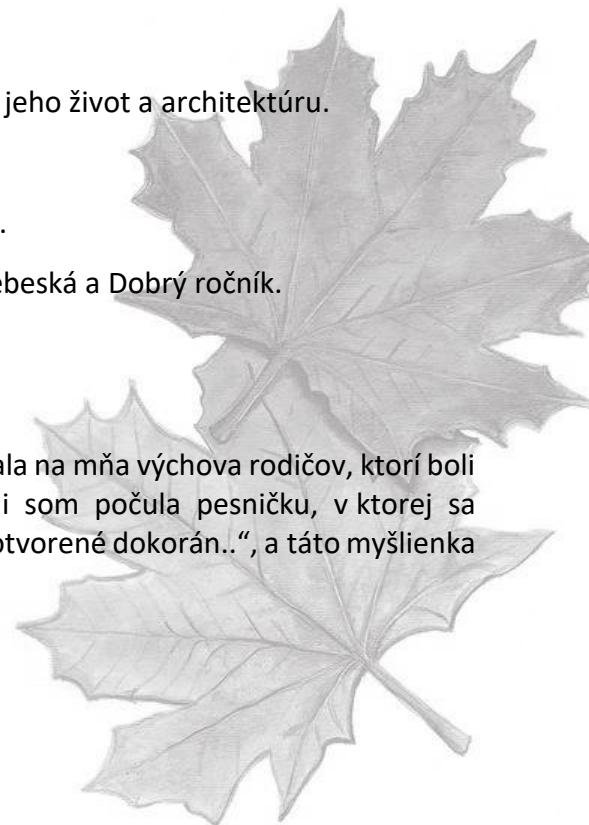 jeho život a architektúru.
.
ebeská a Dobrý ročník.
ala na mňa výchova rodičov, ktorí boli
i som počula pesničku, v ktorej sa
otvorené dokorán..“, a táto myšlienka